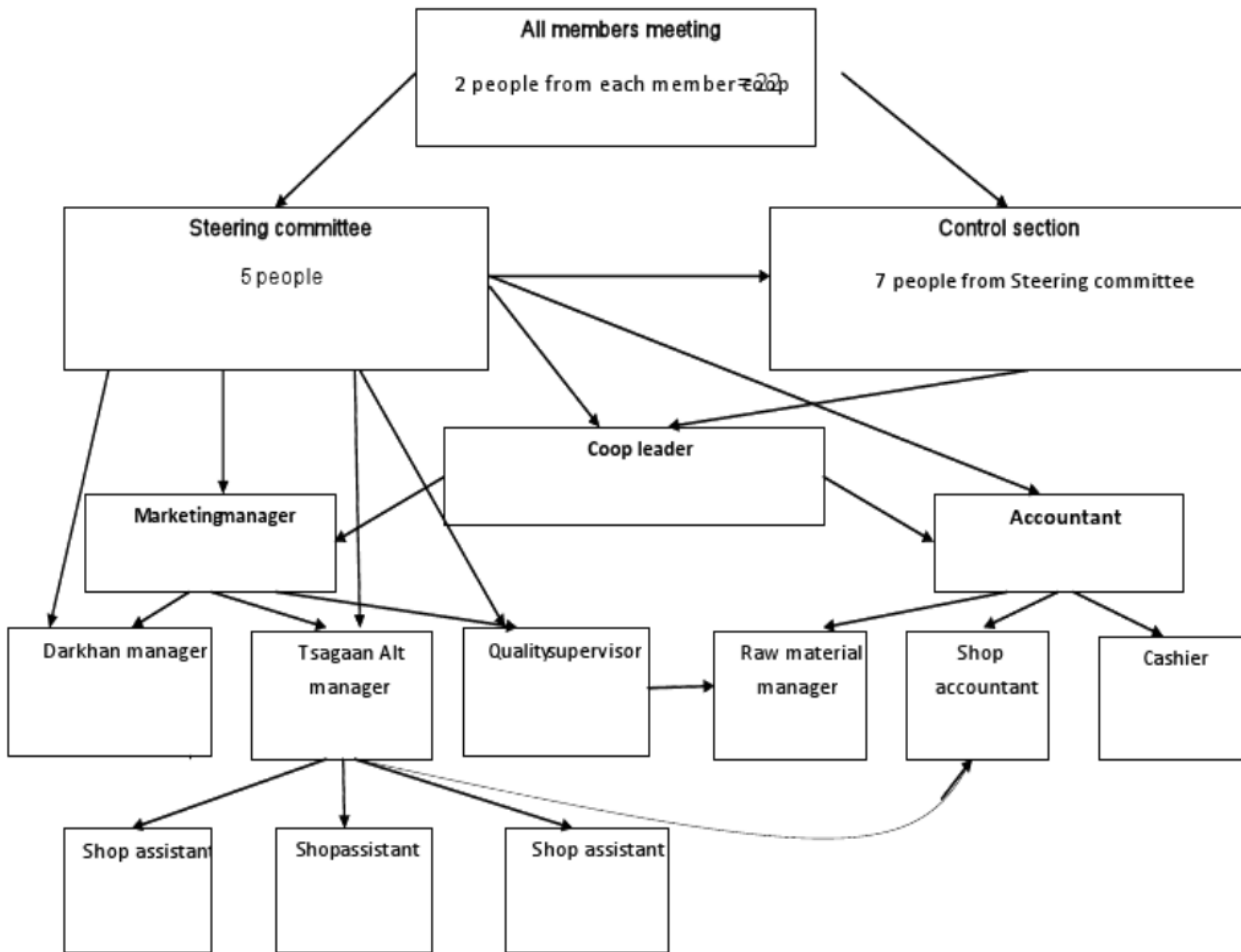 All members meeting
2 people from each member coop =22
Steering committee
5 people
Control section
7 people from Steering committee
Coop leader
Marketingmanager
Accountant
Darkhan manager
Tsagaan Alt
manager
Qualitysupervisor
Raw material
manager
Shop
accountant
Cashier
Shop assistant
Shopassistant
Shop assistant